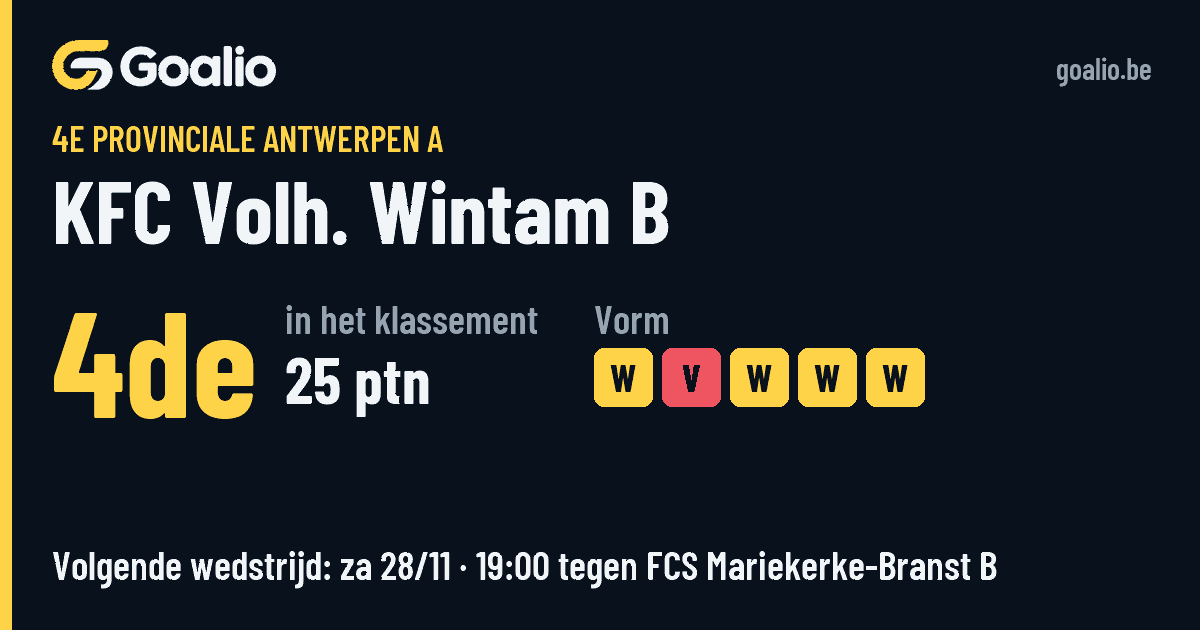 Goalio
goalio.be
4E PROVINCIALE ANTWERPEN A
KFC Volh. Wintam B
4de
in het klassement
25 ptn
Vorm
W V W W W
Volgende wedstrijd: za 28/11 · 19:00 tegen FCS Mariekerke-Branst B